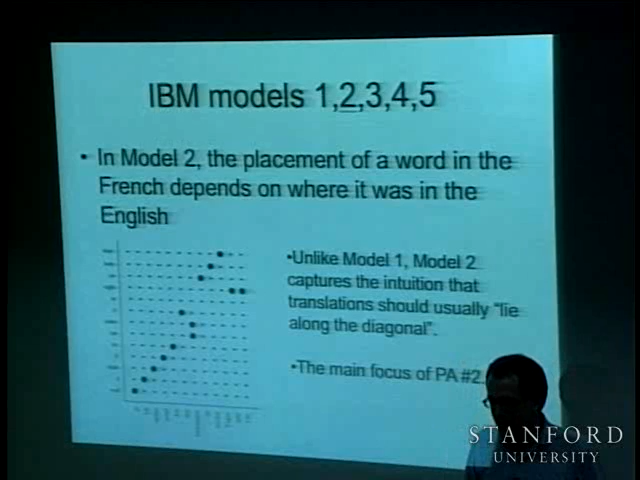 IBM models 1,2,3,4,5
• In Model 2, the placement of a word in the
French depends on where it was in the
English
•Unlike Model 1, Model 2
captures the intuition that
translations should usually "lie
along the diagonal".
•The main focus of PA #2.
STANFORD
UNIVERSITY